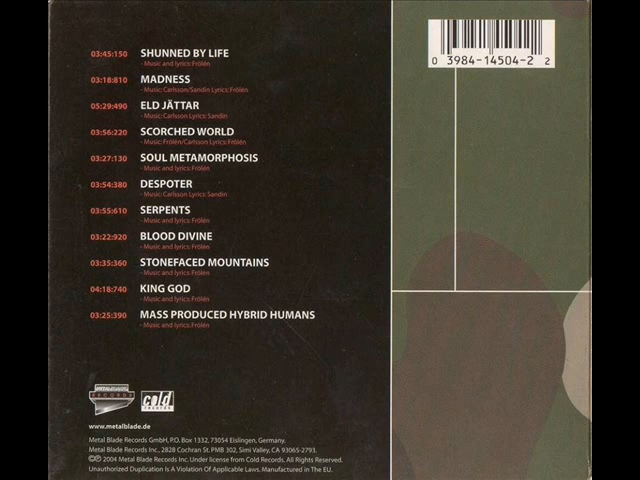 0 3984-14504-2 2
03:45:150 SHUNNED BY LIFE
- Music and lyrics: Frölén
03:18:810 MADNESS
- Music: Carlsson/Sandin Lyrics: Frölén
05:29:490 ELD JÄTTAR
- Music: Carlsson Lyrics: Sandin
03:56:220 SCORCHED WORLD
- Music: Frölén/Carlsson Lyrics: Frölén
03:27:130 SOUL METAMORPHOSIS
- Music and lyrics: Frölén
03:54:380 DESPOTER
- Music: Carlsson Lyrics: Sandin
03:55:610 SERPENTS
- Music and lyrics: Frölén
03:22:920 BLOOD DIVINE
- Music and lyrics: Frölén
03:35:360 STONEFACED MOUNTAINS
- Music and lyrics: Frölén
04:18:740 KING GOD
- Music and lyrics: Frölén
03:25:390 MASS PRODUCED HYBRID HUMANS
- Music and lyrics: Frölén
METAL BLADE
RECORDS
cold
records
www.metalblade.de
Metal Blade Records GmbH, P.O. Box 1332, 73054 Eislingen, Germany.
Metal Blade Records Inc., 2828 Cochran St. PMB 302, Simi Valley, CA 93065-2793.
©℗ 2004 Metal Blade Records Inc. Under license from Cold Records. All Rights Reserved.
Unauthorized Duplication Is A Violation Of Applicable Laws. Manufactured in The EU.